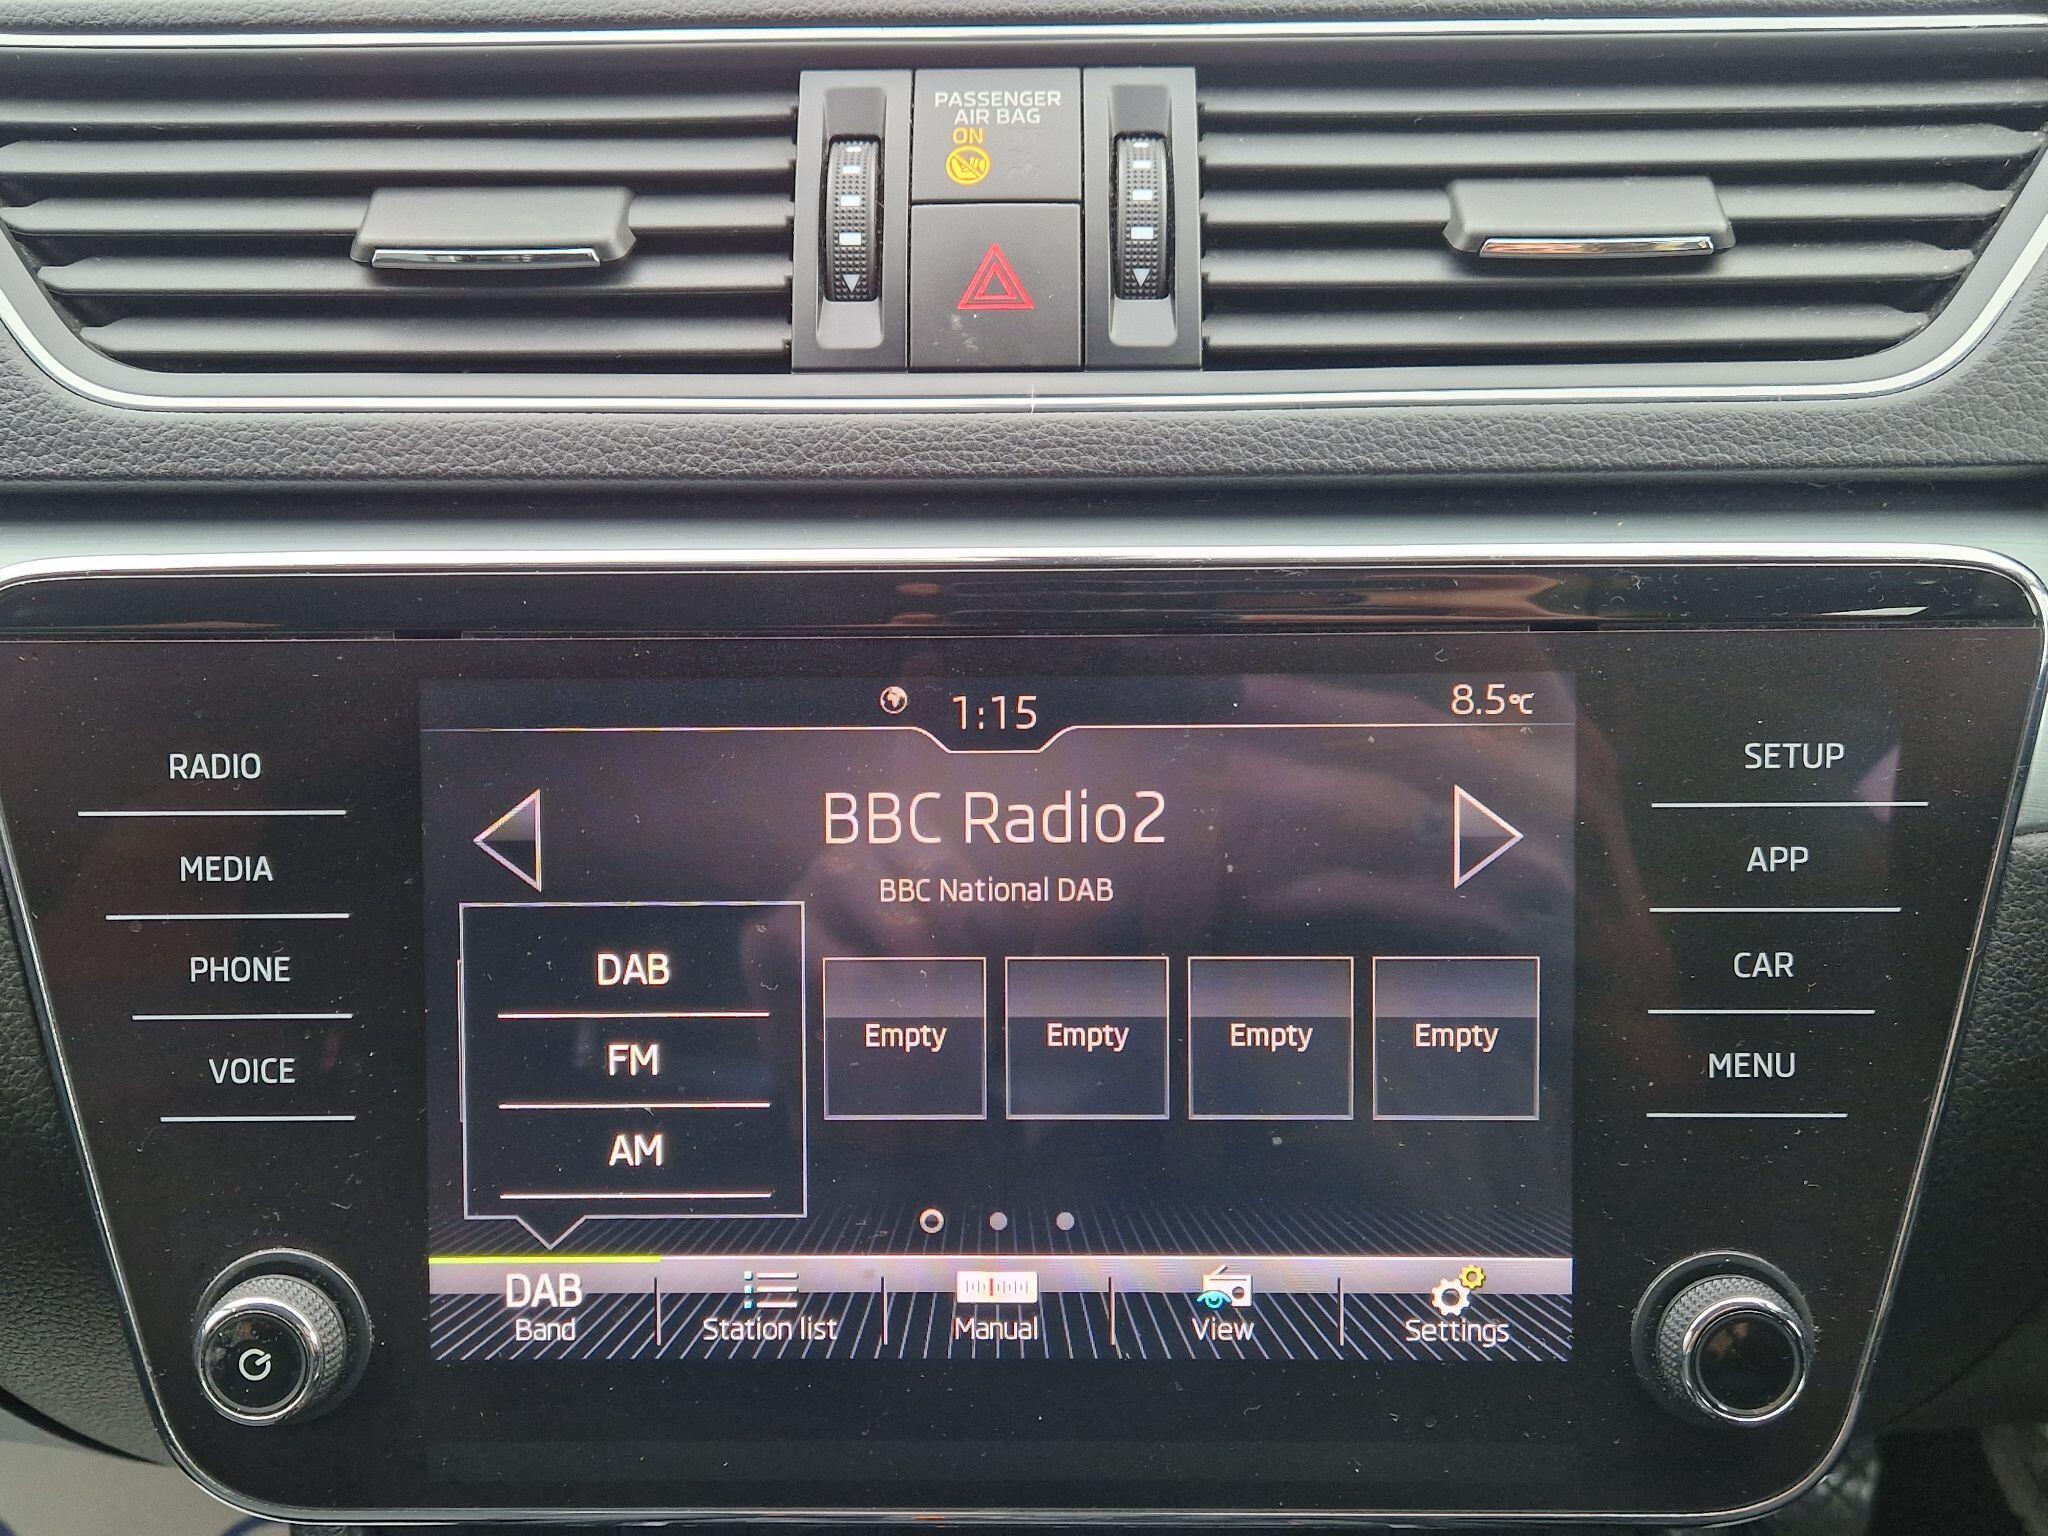 PASSENGER
AIR BAG
ON
1:15
8.5°C
RADIO
MEDIA
PHONE
VOICE
BBC Radio2
BBC National DAB
DAB
FM
AM
Empty
Empty
Empty
Empty
DAB
Band
Station list
Manual
View
Settings
SETUP
APP
CAR
MENU